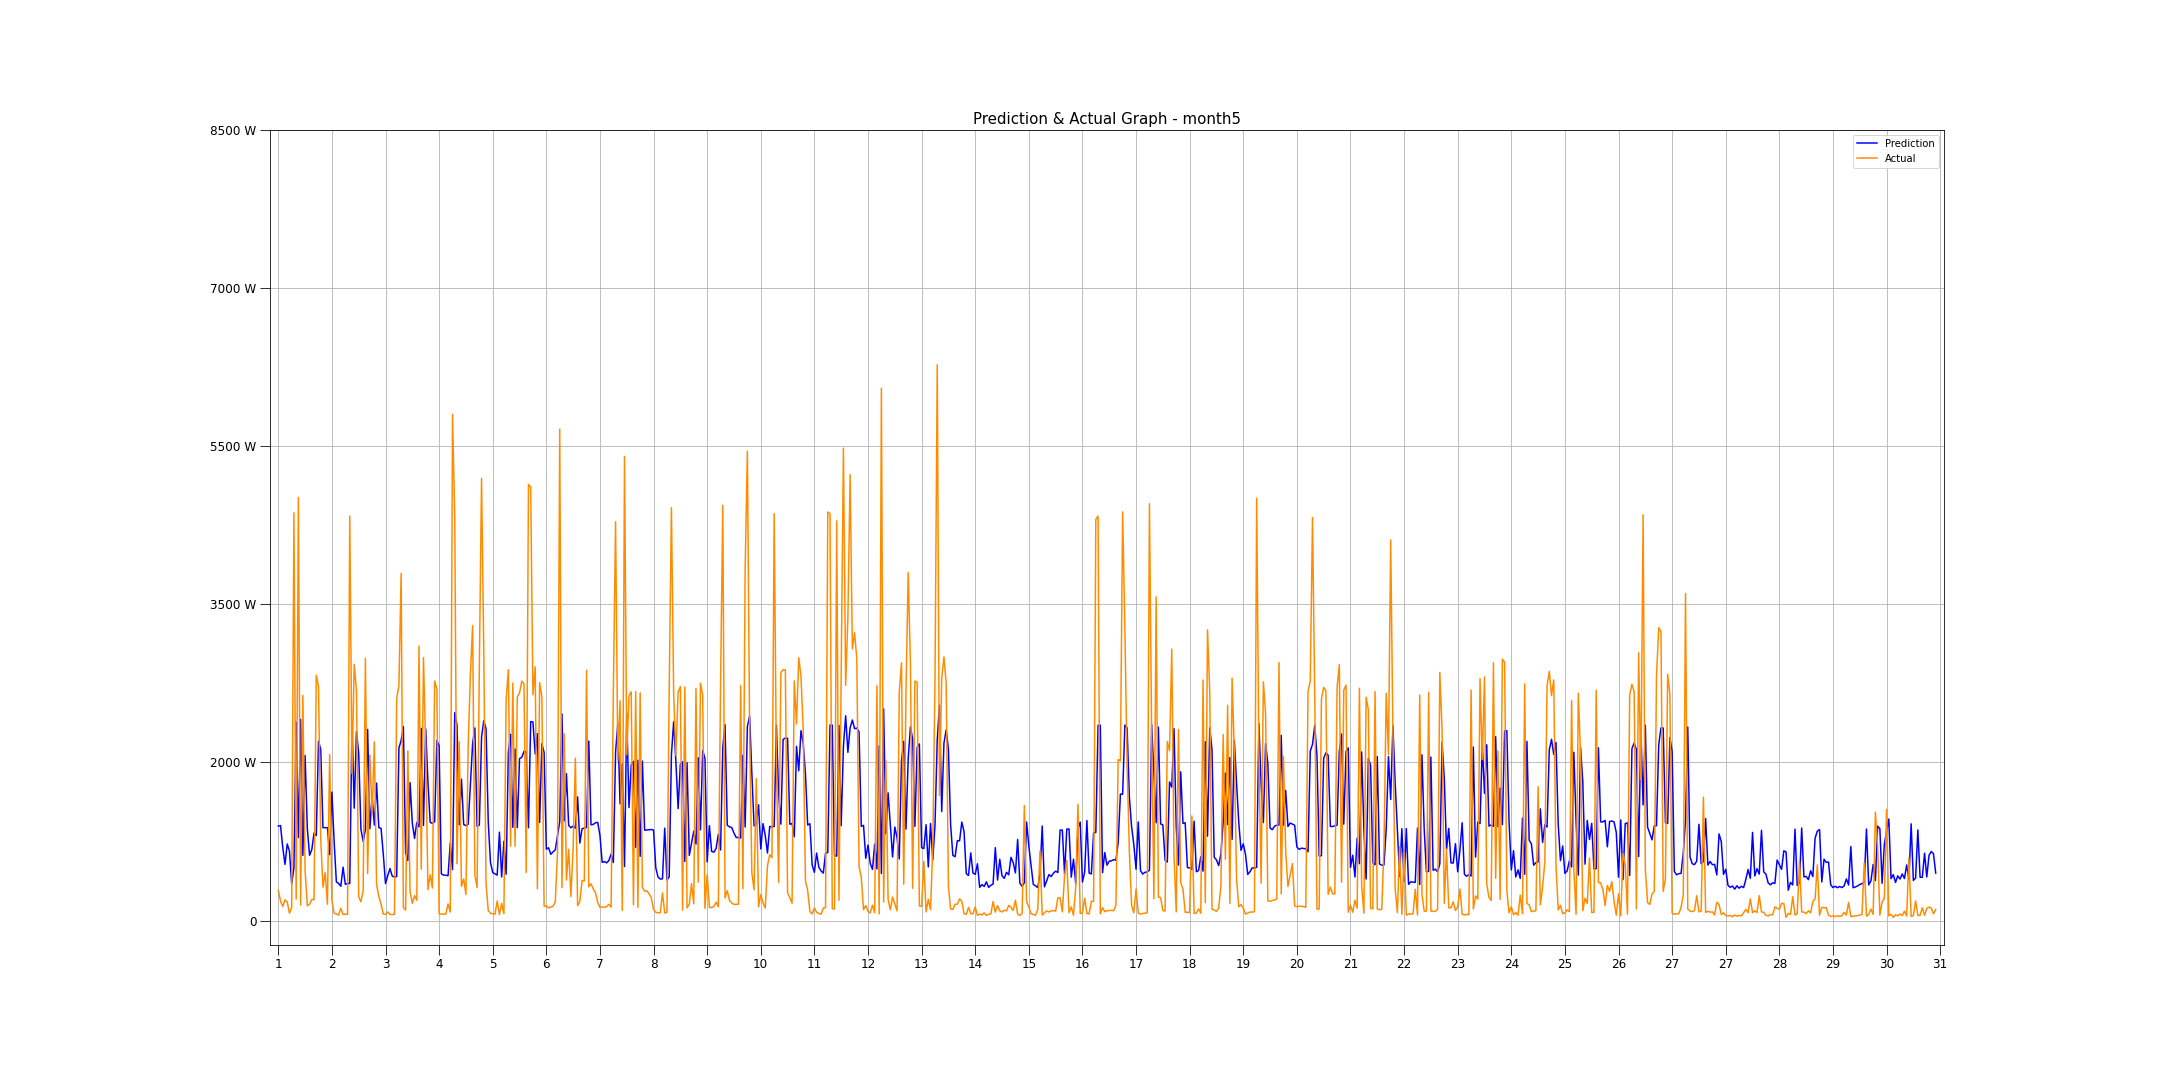 Prediction & Actual Graph - month5
8500 W
7000 W
5500 W
3500 W
2000 W
0
Prediction
Actual
1 2 3 4 5 6 7 8 9 10 11 12 13 14 15 16 17 18 19 20 21 22 23 24 25 26 27 27 28 29 30 31